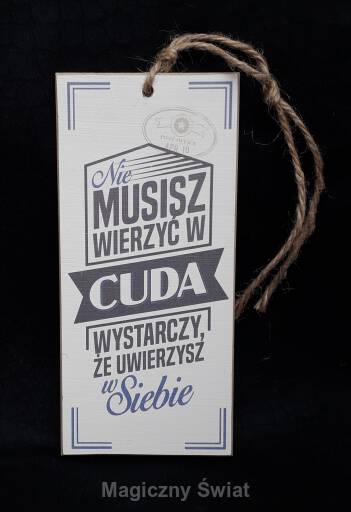 Nie
MUSISZ
WIERZYĆ W
CUDA
WYSTARCZY,
ŻE UWIERZYSZ
w Siebie
Magiczny Świat